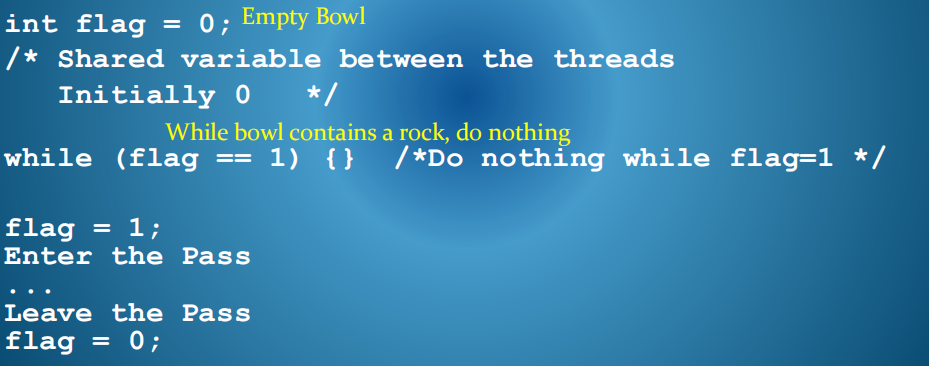 int flag = 0; Empty Bowl
/* Shared variable between the threads
Initially 0 */
While bowl contains a rock, do nothing
while (flag == 1) {} /*Do nothing while flag=1 */
flag = 1;
Enter the Pass
...
Leave the Pass
flag = 0;